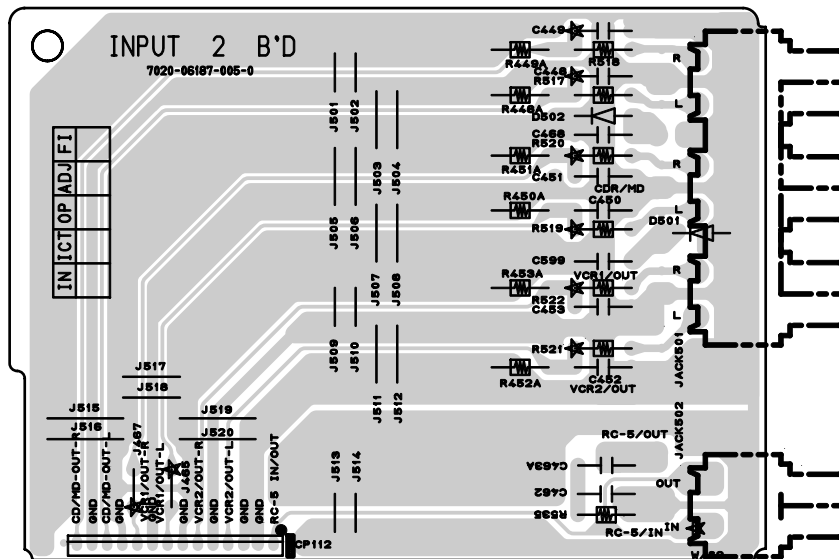 INPUT 2 B'D
7020-06187-005-0
C449
R449A
R516
C448
R517
R448A
D502
C466
R520
R451A
C451
CDR/MD
R450A
C450
R519
D501
C599
R453A
VCR1/OUT
R522
C453
R521
R452A
C452
VCR2/OUT
R
L
R
L
R
L
JACK501
JACK502
J501
J502
J503
J504
J505
J506
J507
J508
J509
J510
J511
J512
J513
J514
FI
ADJ
OP
ICT
IN
J517
J518
J515
J516
J519
J520
J467
J465
CD/MD-OUT-R
GND
CD/MD-OUT-L
GND
VCR1/OUT-R
GND
VCR1/OUT-L
GND
VCR2/OUT-R
GND
VCR2/OUT-L
GND
GND
RC-5 IN/OUT
CP112
RC-5/OUT
C463A
C462
R535
OUT
IN
RC-5/IN